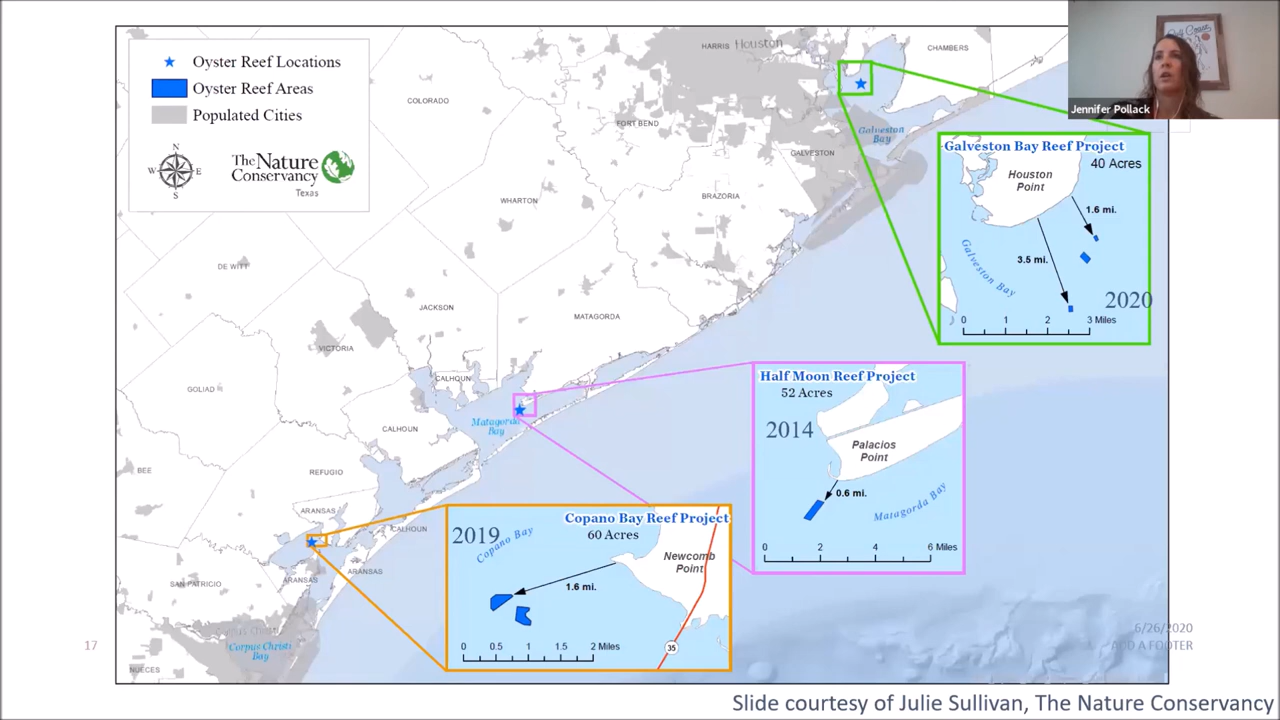 Oyster Reef Locations
Oyster Reef Areas
Populated Cities
N
W
E
S
The Nature
Conservancy
Texas
HARRIS
Houston
CHAMBERS
COLORADO
FORT BEND
Galveston
Bay
GALVESTON
WHARTON
BRAZORIA
DE WITT
JACKSON
MATAGORDA
VICTORIA
CALHOUN
GOLIAD
Matagorda
Bay
CALHOUN
BEE
REFUGIO
ARANSAS
CALHOUN
SAN PATRICIO
ARANSAS
ARANSAS
Corpus Christi
Corpus Christi
Bay
NUECES
Jennifer Pollack
Galveston Bay Reef Project
40 Acres
Houston
Point
1.6 mi.
3.5 mi.
Galveston Bay
2020
0 1 2 3 Miles
Half Moon Reef Project
52 Acres
2014
Palacios
Point
0.6 mi.
Matagorda Bay
0 2 4 6 Miles
Copano Bay Reef Project
2019
Copano Bay
60 Acres
Newcomb
Point
1.6 mi.
0 0.5 1 1.5 2 Miles
35
17
6/26/2020
ADD A FOOTER
Slide courtesy of Julie Sullivan, The Nature Conservancy